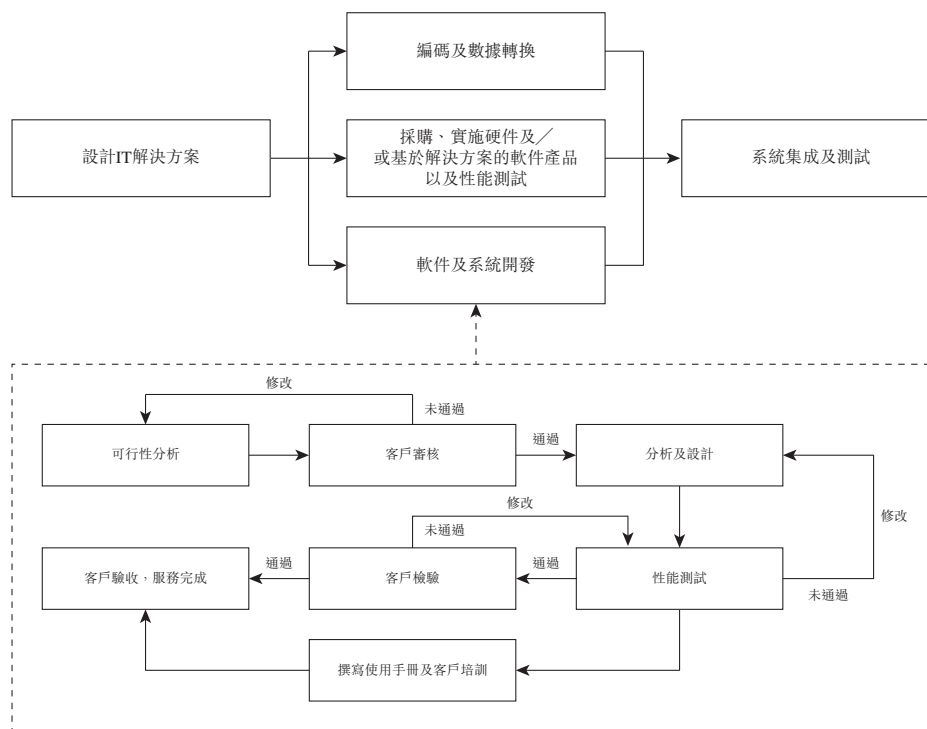 編碼及數據轉換
設計IT解決方案
採購、實施硬件及╱
或基於解決方案的軟件產品
以及性能測試
系統集成及測試
軟件及系統開發
修改
未通過
可行性分析
客戶審核
通過
分析及設計
修改
未通過
修改
客戶驗收，服務完成
通過
客戶檢驗
通過
性能測試
未通過
撰寫使用手冊及客戶培訓